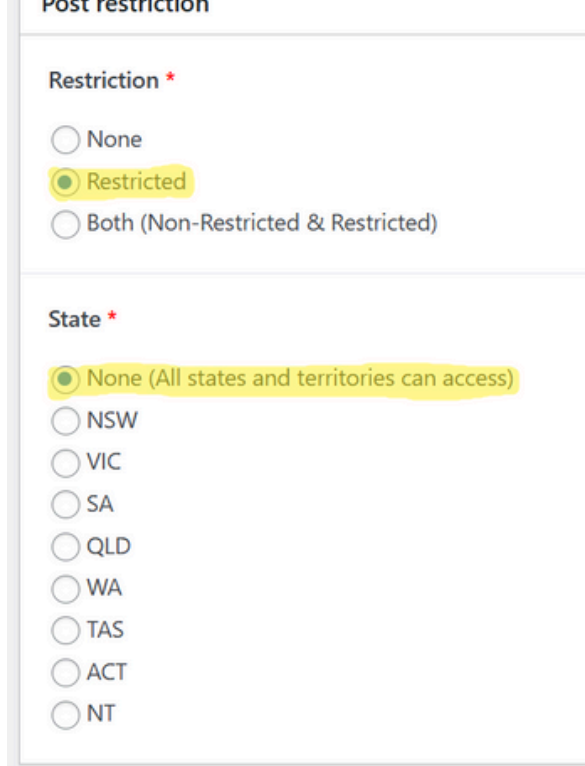 Post restriction
Restriction *
None
Restricted
Both (Non-Restricted & Restricted)
State *
None (All states and territories can access)
NSW
VIC
SA
QLD
WA
TAS
ACT
NT